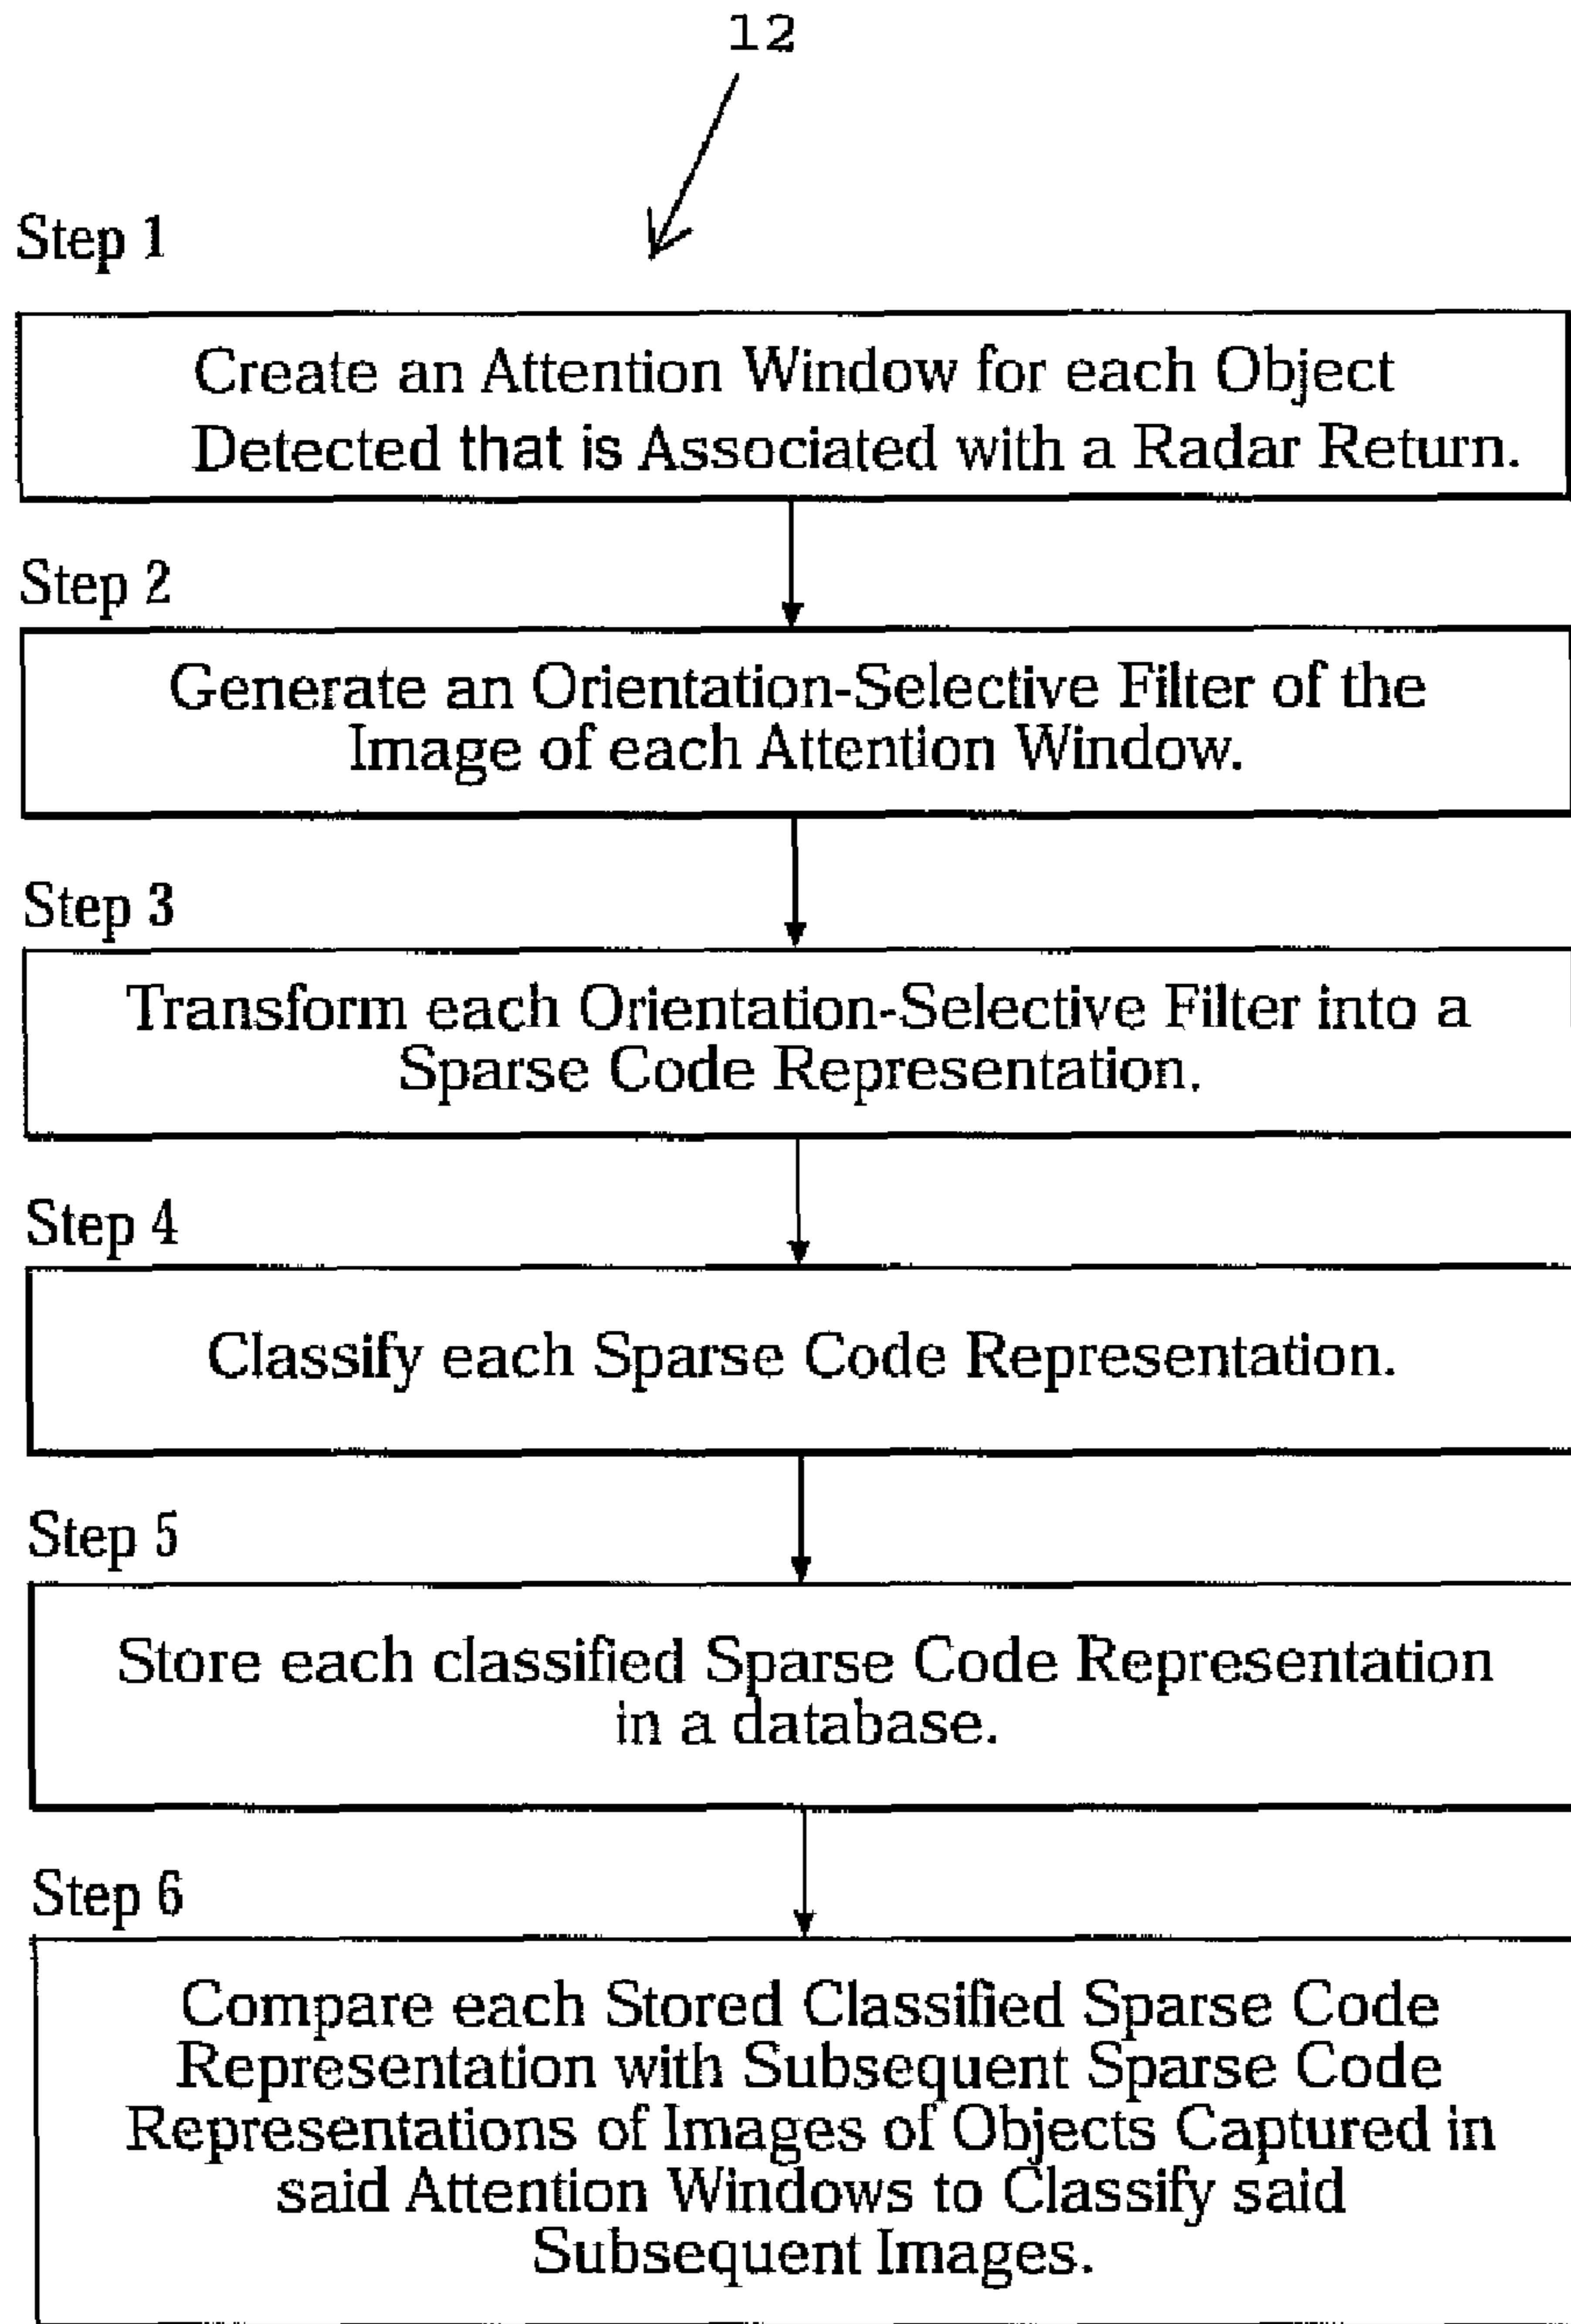 12
Step 1
Create an Attention Window for each Object
Detected that is Associated with a Radar Return.
Step 2
Generate an Orientation-Selective Filter of the
Image of each Attention Window.
Step 3
Transform each Orientation-Selective Filter into a
Sparse Code Representation.
Step 4
Classify each Sparse Code Representation.
Step 5
Store each classified Sparse Code Representation
in a database.
Step 6
Compare each Stored Classified Sparse Code
Representation with Subsequent Sparse Code
Representations of Images of Objects Captured in
said Attention Windows to Classify said
Subsequent Images.